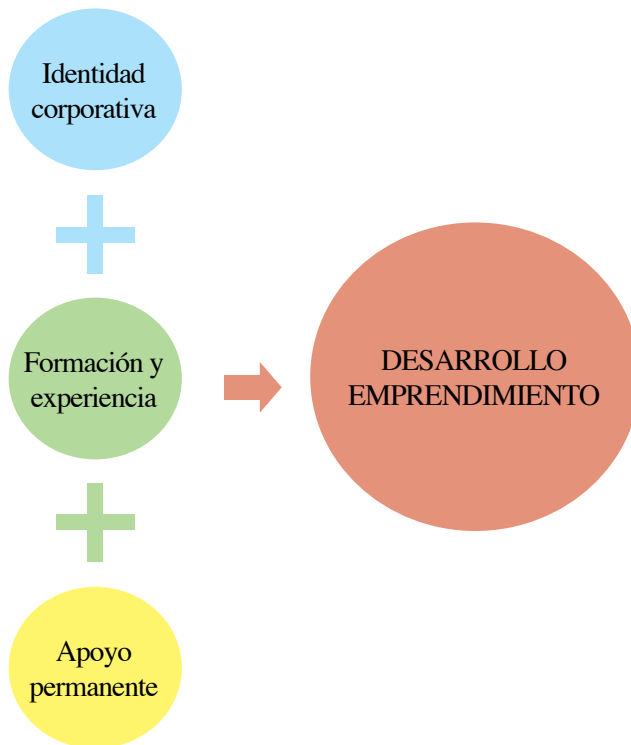 Identidad
corporativa
Formación y
experiencia
DESARROLLO
EMPRENDIMIENTO
Apoyo
permanente